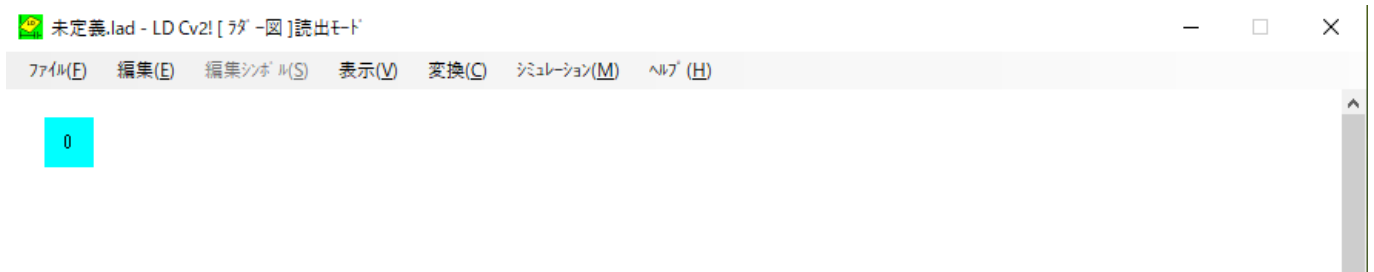 未定義.lad - LD Cv2! [ ﾗﾀﾞｰ図 ]読出ﾓｰﾄﾞ
ﾌｧｲﾙ(F) 編集(E) 編集ｼﾝﾎﾞﾙ(S) 表示(V) 変換(C) ｼﾐｭﾚｰｼｮﾝ(M) ﾍﾙﾌﾟ(H)
0